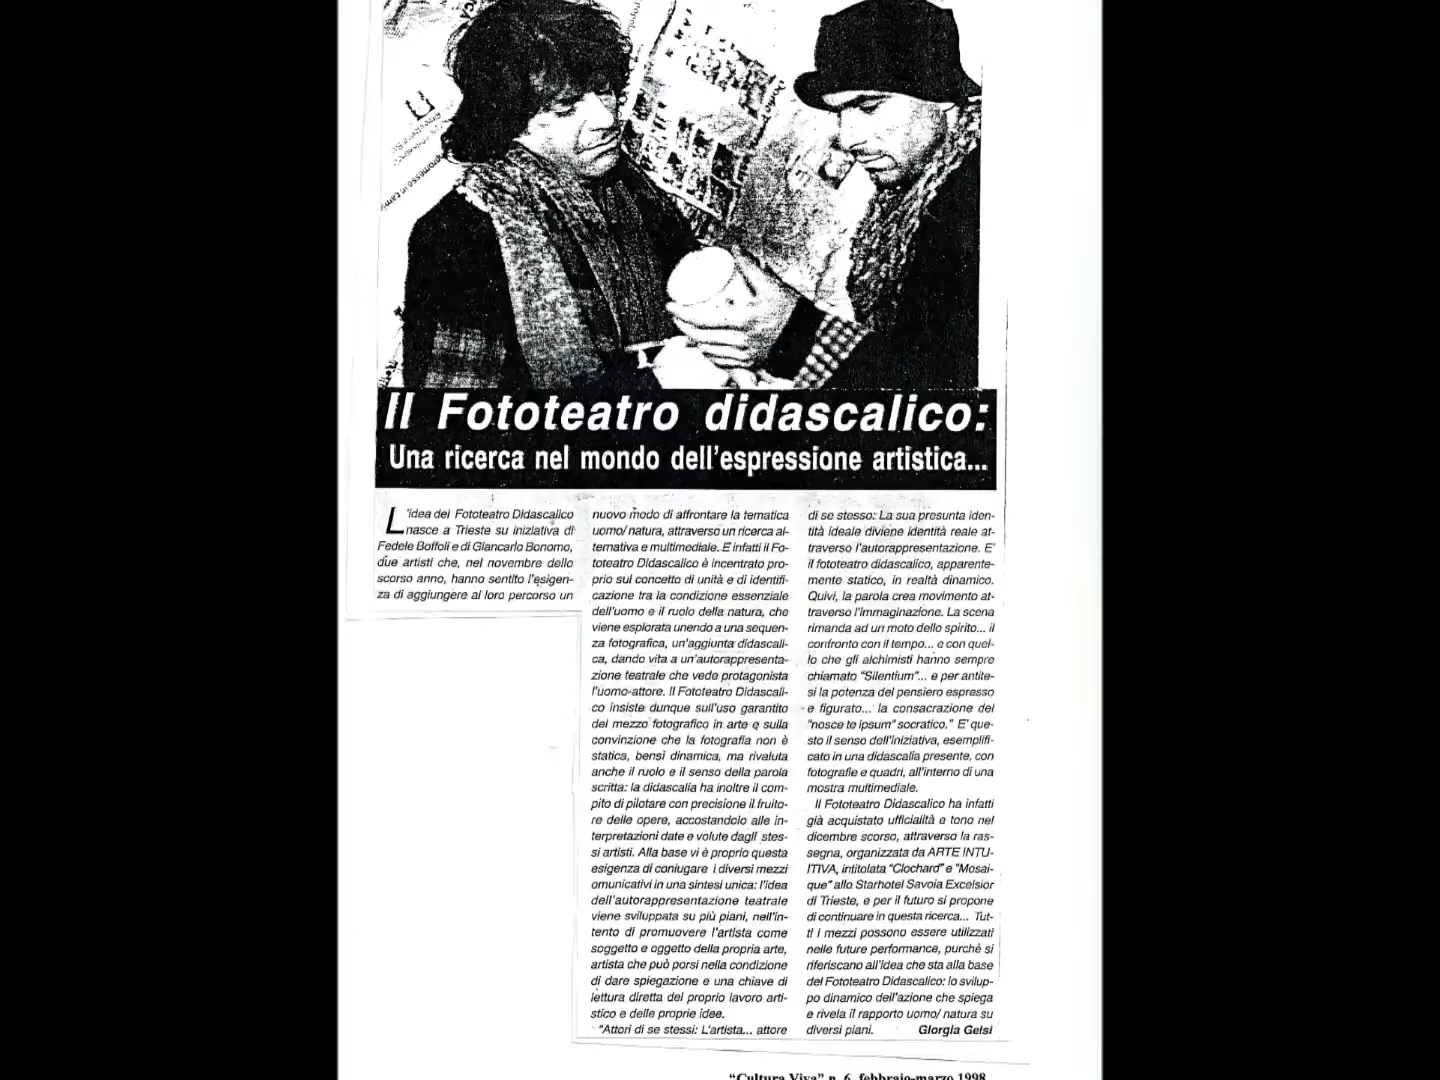 Il Fototeatro didascalico:
Una ricerca nel mondo dell'espressione artistica...
L'idea del Fototeatro Didascalico
nasce a Trieste su iniziativa di
Fedele Boffoli e di Giancarlo Bonomo,
due artisti che, nel novembre dello
scorso anno, hanno sentito l'esigen-
za di aggiungere al loro percorso un
nuovo modo di affrontare la tematica
uomo/natura, attraverso un ricerca al-
ternativa e multimediale. E infatti il Fo-
toteatro Didascalico è incentrato pro-
prio sul concetto di unità e di identifi-
cazione tra la condizione essenziale
dell'uomo e il ruolo della natura, che
viene esplorata unendo a una sequen-
za fotografica, un'aggiunta didascali-
ca, dando vita a un'autorappresenta-
zione teatrale che vede protagonista
l'uomo-attore. Il Fototeatro Didascali-
co insiste dunque sull'uso garantito
del mezzo fotografico in arte e sulla
convinzione che la fotografia non è
statica, bensì dinamica, ma rivaluta
anche il ruolo e il senso della parola
scritta: la didascalia ha inoltre il com-
pito di pilotare con precisione il fruito-
re delle opere, accostandolo alle in-
terpretazioni date e volute dagli stes-
si artisti. Alla base vi è proprio questa
esigenza di coniugare i diversi mezzi
omunicativi in una sintesi unica: l'idea
dell'autorappresentazione teatrale
viene sviluppata su più piani, nell'in-
tento di promuovere l'artista come
soggetto e oggetto della propria arte,
artista che può porsi nella condizione
di dare spiegazione e una chiave di
lettura diretta del proprio lavoro arti-
stico e delle proprie idee.
"Attori di se stessi: L'artista... attore
di se stesso: La sua presunta iden-
tità ideale diviene identità reale at-
traverso l'autorappresentazione. E'
il fototeatro didascalico, apparente-
mente statico, in realtà dinamico.
Quivi, la parola crea movimento at-
traverso l'immaginazione. La scena
rimanda ad un moto dello spirito... il
confronto con il tempo... e con quel-
lo che gli alchimisti hanno sempre
chiamato "Silentium"... e per antite-
si la potenza del pensiero espresso
e figurato... la consacrazione del
"nosce te ipsum" socratico." E' que-
sto il senso dell'iniziativa, esemplifi-
cato in una didascalia presente, con
fotografie e quadri, all'interno di una
mostra multimediale.
Il Fototeatro Didascalico ha infatti
già acquistato ufficialità e tono nel
dicembre scorso, attraverso la ras-
segna, organizzata da ARTE INTU-
ITIVA, intitolata "Clochard" e "Mosai-
que" allo Starhotel Savoia Excelsior
di Trieste, e per il futuro si propone
di continuare in questa ricerca... Tut-
ti i mezzi possono essere utilizzati
nelle future performance, purchè si
riferiscano all'idea che sta alla base
del Fototeatro Didascalico: lo svilup-
po dinamico dell'azione che spiega
e rivela il rapporto uomo/ natura su
diversi piani. Giorgia Gelsi
"Cultura Viva" n. 6, febbraio-marzo 1998